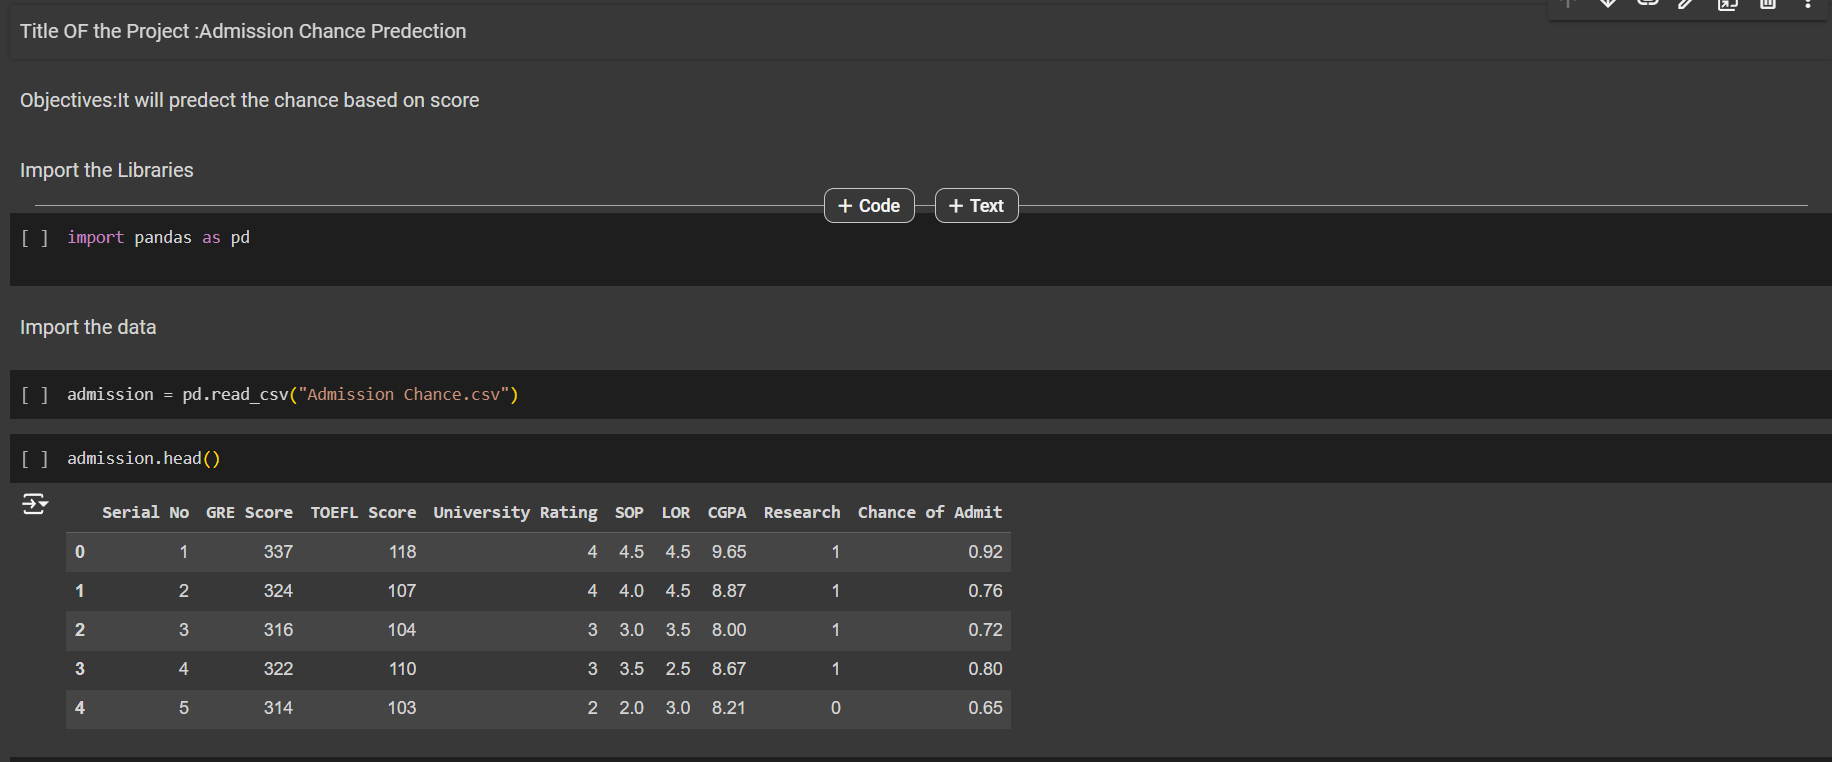 Title OF the Project :Admission Chance Predection
Objectives:It will predect the chance based on score
Import the Libraries
+ Code + Text
[ ] import pandas as pd
Import the data
[ ] admission = pd.read_csv("Admission Chance.csv")
[ ] admission.head()
Serial No GRE Score TOEFL Score University Rating SOP LOR CGPA Research Chance of Admit
0 1 337 118 4 4.5 4.5 9.65 1 0.92
1 2 324 107 4 4.0 4.5 8.87 1 0.76
2 3 316 104 3 3.0 3.5 8.00 1 0.72
3 4 322 110 3 3.5 2.5 8.67 1 0.80
4 5 314 103 2 2.0 3.0 8.21 0 0.65